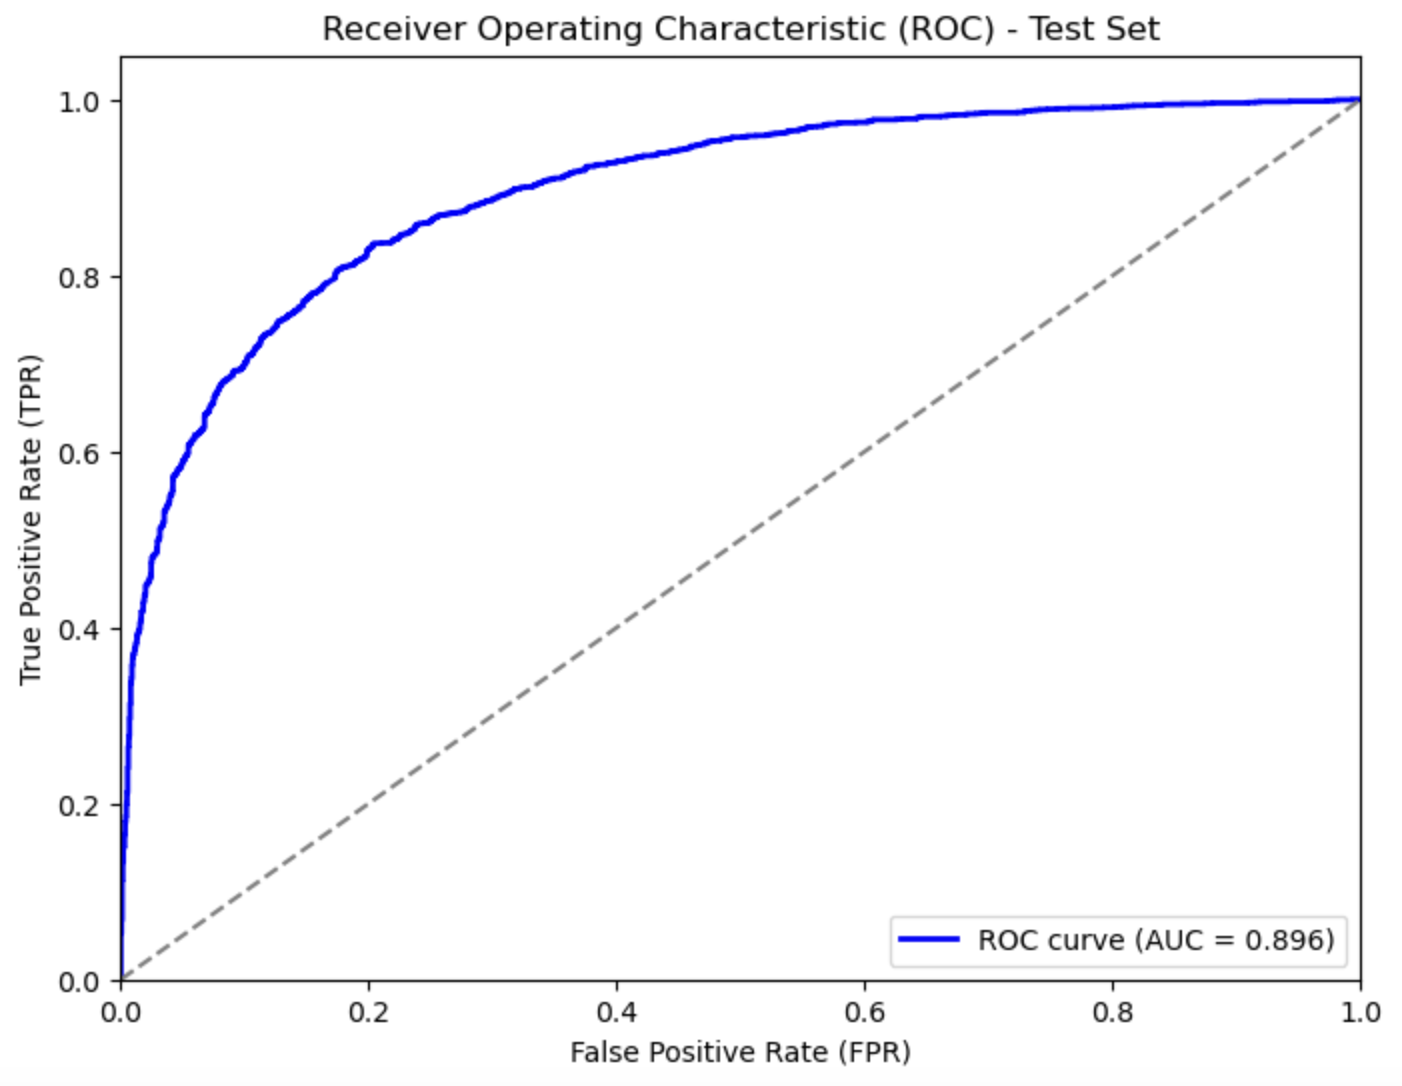 Receiver Operating Characteristic (ROC) - Test Set
1.0
0.8
0.6
0.4
0.2
0.0
True Positive Rate (TPR)
ROC curve (AUC = 0.896)
0.0 0.2 0.4 0.6 0.8 1.0
False Positive Rate (FPR)